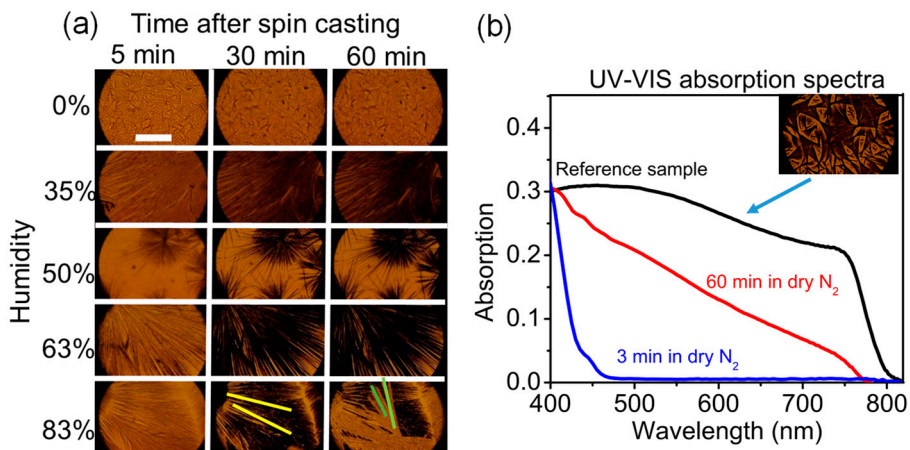 (a)
Time after spin casting
5 min 30 min 60 min
Humidity
0%
35%
50%
63%
83%
(b)
UV-VIS absorption spectra
Absorption
0.4
0.3
0.2
0.1
0.0
Reference sample
60 min in dry N₂
3 min in dry N₂
400 500 600 700 800
Wavelength (nm)